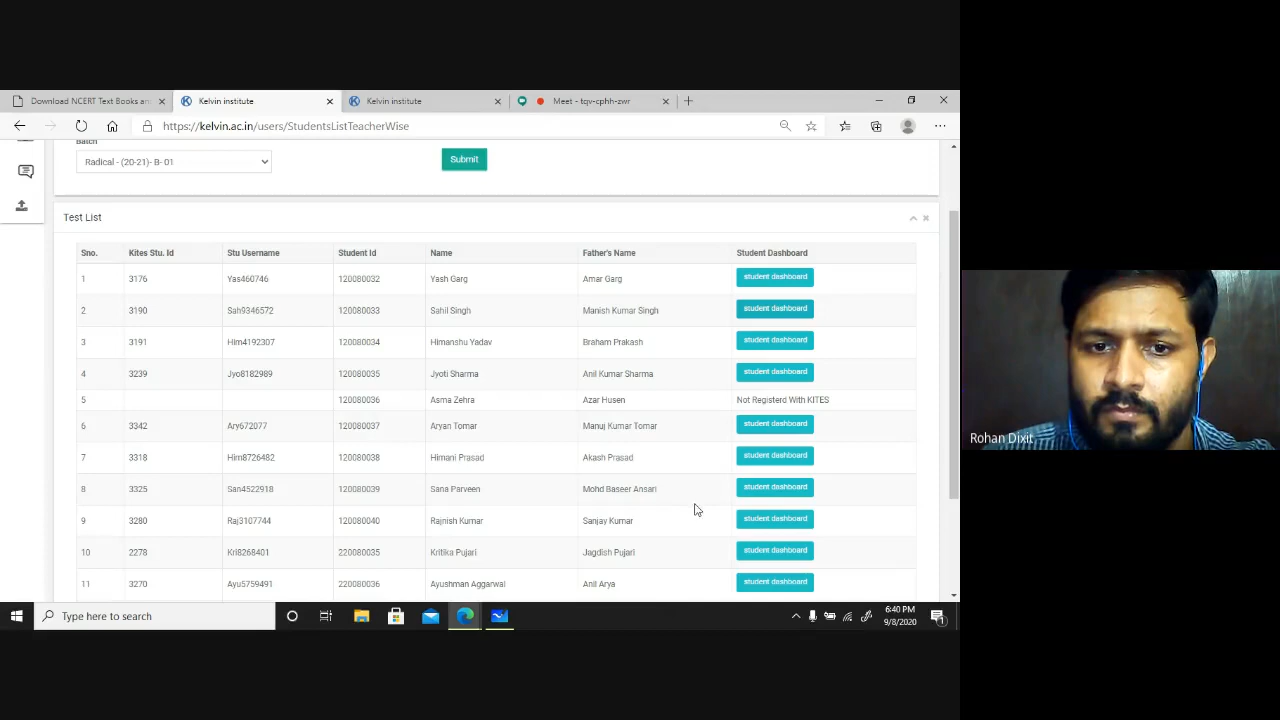 Download NCERT Text Books an
Kelvin institute
Kelvin institute
Meet - tqv-cphh-zwr
https://kelvin.ac.in/users/StudentsListTeacherWise
Batch
Radical - (20-21)- B- 01
Submit
Test List
Sno. Kites Stu. Id Stu Username Student Id Name Father's Name Student Dashboard
1 3176 Yas460746 120080032 Yash Garg Amar Garg student dashboard
2 3190 Sah9346572 120080033 Sahil Singh Manish Kumar Singh student dashboard
3 3191 Him4192307 120080034 Himanshu Yadav Braham Prakash student dashboard
4 3239 Jyo8182989 120080035 Jyoti Sharma Anil Kumar Sharma student dashboard
5 120080036 Asma Zehra Azar Husen Not Registerd With KITES
6 3342 Ary672077 120080037 Aryan Tomar Manuj Kumar Tomar student dashboard
7 3318 Him8726482 120080038 Himani Prasad Akash Prasad student dashboard
8 3325 San4522918 120080039 Sana Parveen Mohd Baseer Ansari student dashboard
9 3280 Raj3107744 120080040 Rajnish Kumar Sanjay Kumar student dashboard
10 2278 Kri8268401 220080035 Kritika Pujari Jagdish Pujari student dashboard
11 3270 Ayu5759491 220080036 Ayushman Aggarwal Anil Arya student dashboard
Rohan Dixit
Type here to search
6:40 PM
9/8/2020
1